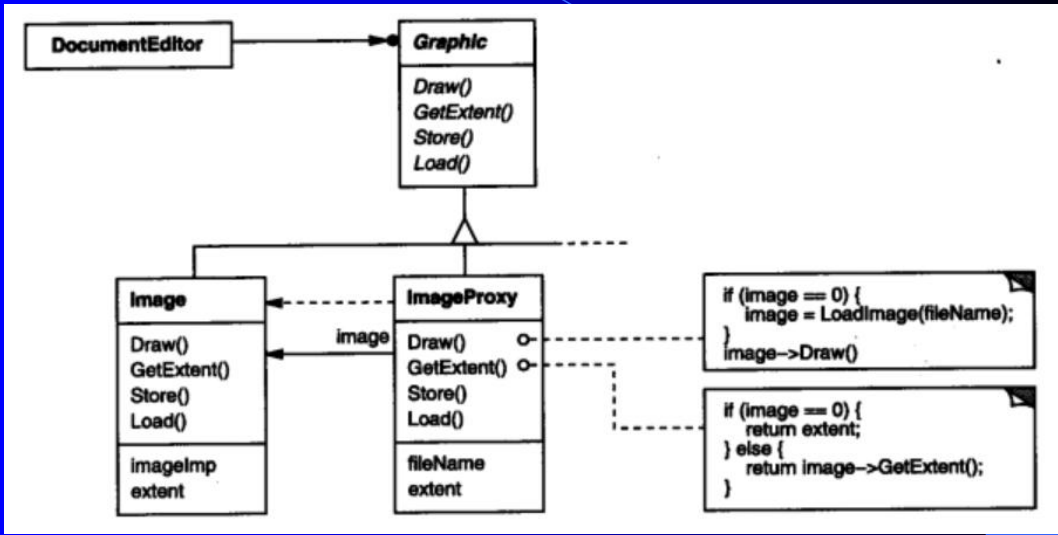 DocumentEditor
Graphic
Draw()
GetExtent()
Store()
Load()
Image
Draw()
GetExtent()
Store()
Load()
imageImp
extent
image
ImageProxy
Draw()
GetExtent()
Store()
Load()
fileName
extent
if (image == 0) {
image = LoadImage(fileName);
}
image->Draw()
if (image == 0) {
return extent;
} else {
return image->GetExtent();
}